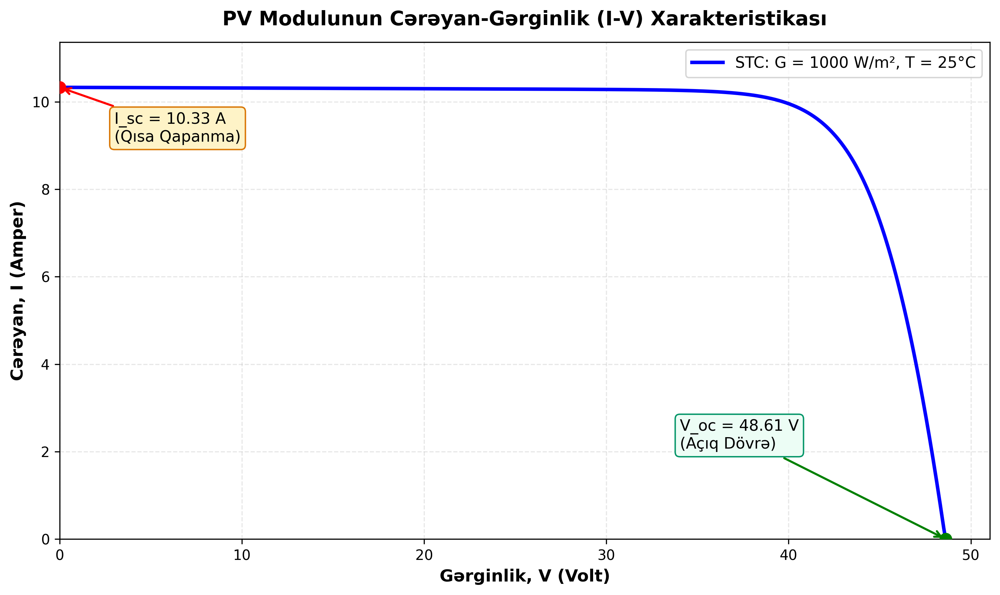 PV Modulunun Cərəyan-Gərginlik (I-V) Xarakteristikası
STC: G = 1000 W/m², T = 25°C
I_sc = 10.33 A
(Qısa Qapanma)
V_oc = 48.61 V
(Açıq Dövrə)
Cərəyan, I (Amper)
10
8
6
4
2
0
0
10
20
30
40
50
Gərginlik, V (Volt)